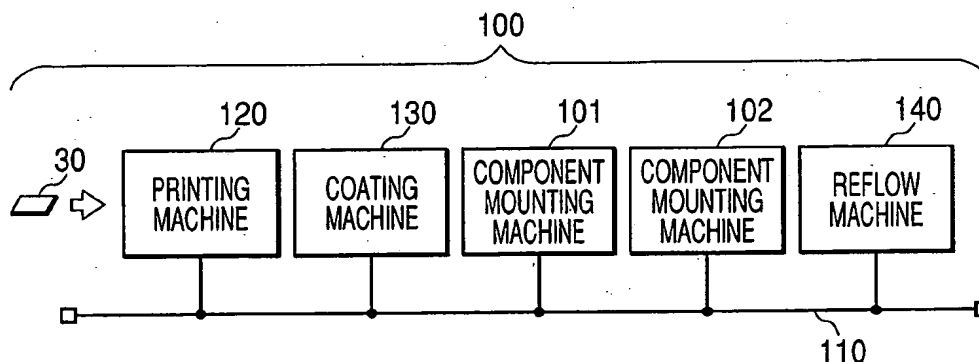 100
120
130
101
102
140
30
PRINTING
MACHINE
COATING
MACHINE
COMPONENT
MOUNTING
MACHINE
COMPONENT
MOUNTING
MACHINE
REFLOW
MACHINE
110